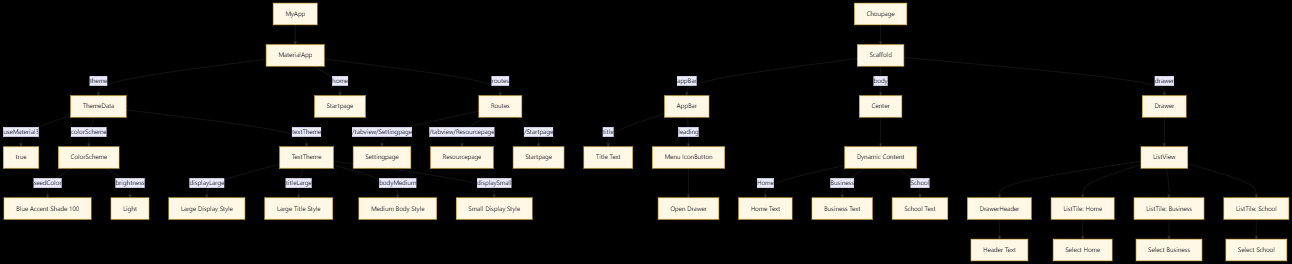 MyApp
Choupage
MaterialApp
Scaffold
theme
home
routes
appBar
body
drawer
ThemeData
Startpage
Routes
AppBar
Center
Drawer
useMaterial3
colorScheme
textTheme
/tabview/Settingpage
/tabview/Resourcepage
/Startpage
title
leading
true
ColorScheme
TextTheme
Settingpage
Resourcepage
Startpage
Title Text
Menu IconButton
Dynamic Content
ListView
seedColor
brightness
displayLarge
titleLarge
bodyMedium
displaySmall
Home
Business
School
Blue Accent Shade 100
Light
Large Display Style
Large Title Style
Medium Body Style
Small Display Style
Open Drawer
Home Text
Business Text
School Text
DrawerHeader
ListTile: Home
ListTile: Business
ListTile: School
Header Text
Select Home
Select Business
Select School